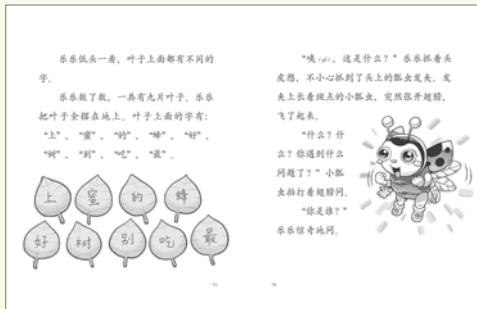 乐乐低头一看，叶子上面都有不同的
字。
乐乐数了数，一共有九片叶子。乐乐
把叶子全摆在地上。叶子上面的字有：
“上”、“蜜”、“的”、“蜂”、“好”、
“树”、“别”、“吃”、“最”。
上 蜜 的 蜂
好 树 别 吃 最
13
“咦（yí），这是什么？”乐乐抓着头
皮想，不小心抓到了头上的瓢虫发夹。发
夹上长着斑点的小瓢虫，突然张开翅膀，
飞了起来。
“什么？什
么？你遇到什么
问题了？”小瓢
虫拍打着翅膀问。
“你是谁？”
乐乐惊奇地问。
14